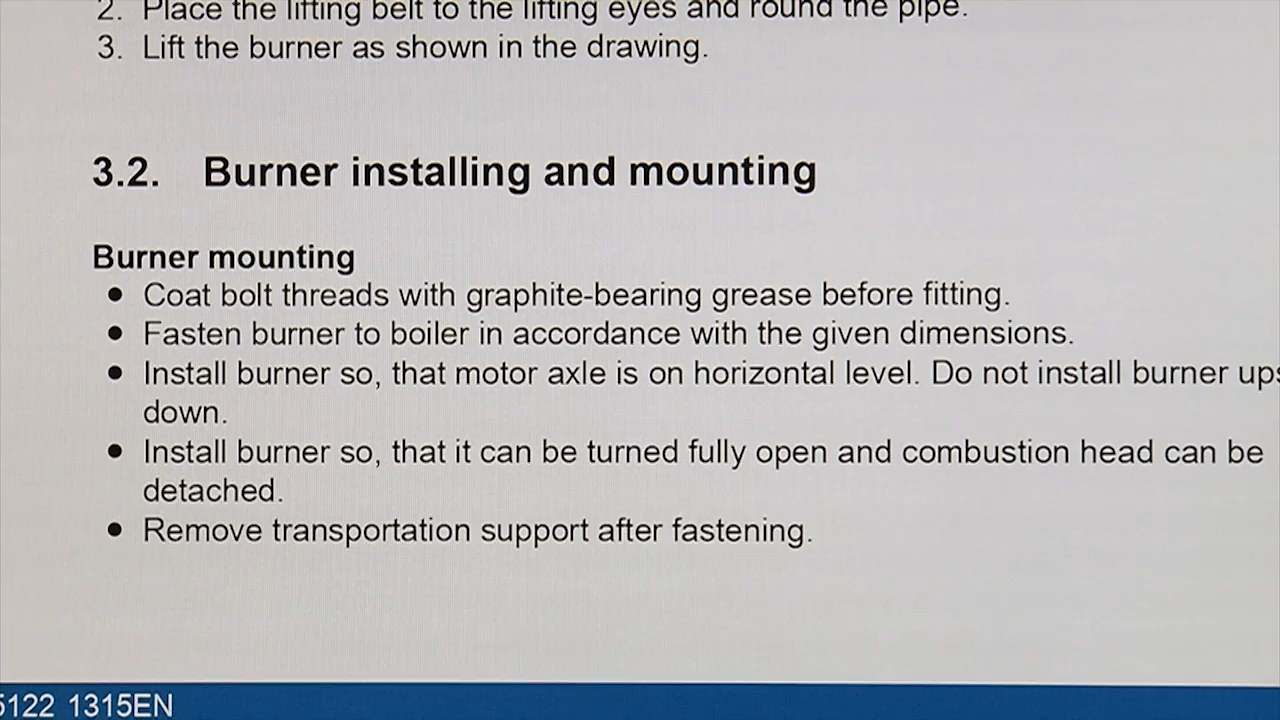 2. Place the lifting belt to the lifting eyes and round the pipe.
3. Lift the burner as shown in the drawing.
3.2. Burner installing and mounting
Burner mounting
● Coat bolt threads with graphite-bearing grease before fitting.
● Fasten burner to boiler in accordance with the given dimensions.
● Install burner so, that motor axle is on horizontal level. Do not install burner
down.
● Install burner so, that it can be turned fully open and combustion head can be
detached.
● Remove transportation support after fastening.
5122 1315EN